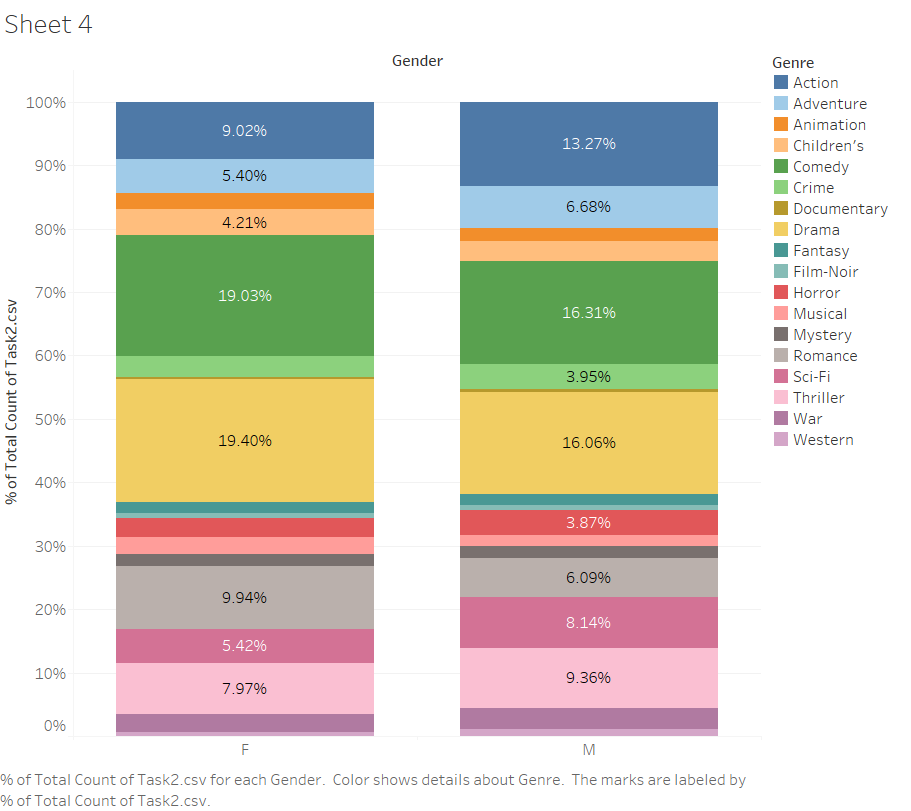 Sheet 4
Gender
% of Total Count of Task2.csv
100%
90%
80%
70%
60%
50%
40%
30%
20%
10%
0%
9.02%
5.40%
4.21%
19.03%
19.40%
9.94%
5.42%
7.97%
13.27%
6.68%
16.31%
3.95%
16.06%
3.87%
6.09%
8.14%
9.36%
F
M
Genre
Action
Adventure
Animation
Children's
Comedy
Crime
Documentary
Drama
Fantasy
Film-Noir
Horror
Musical
Mystery
Romance
Sci-Fi
Thriller
War
Western
% of Total Count of Task2.csv for each Gender.  Color shows details about Genre.  The marks are labeled by
% of Total Count of Task2.csv.